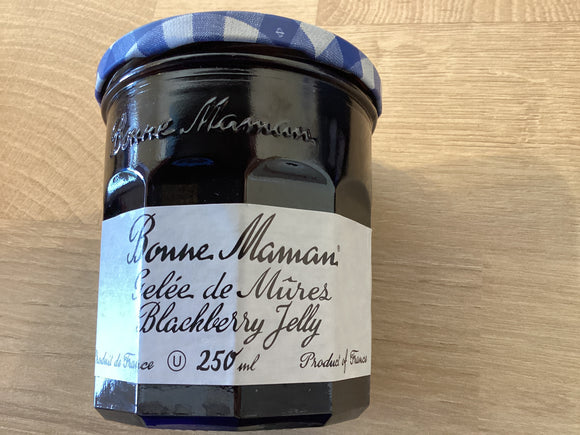 Bonne Maman
Bonne Maman®
Gelée de Mûres
Blackberry Jelly
Produit de France U 250 ml Product of France